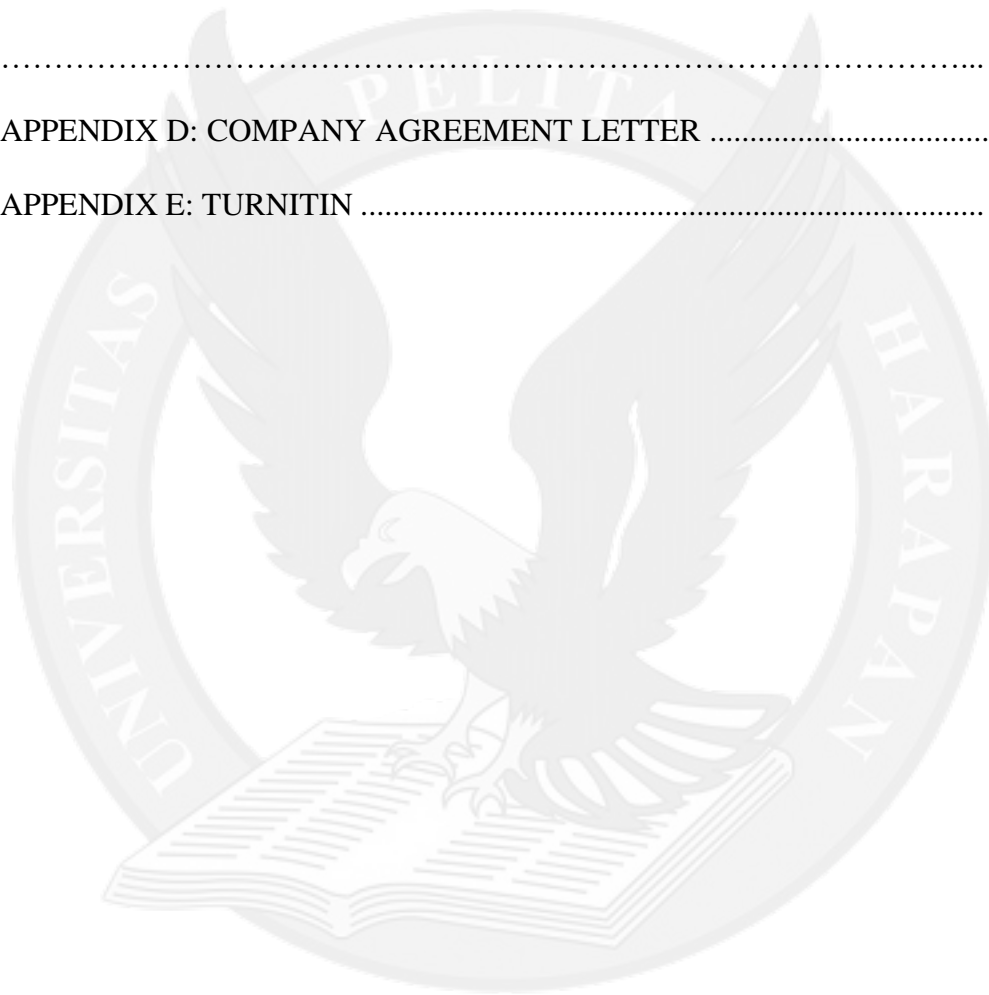 ……………………………………………………………………………...
APPENDIX D: COMPANY AGREEMENT LETTER ...................................
APPENDIX E: TURNITIN ..............................................................................
UNIVERSITAS PELITA HARAPAN